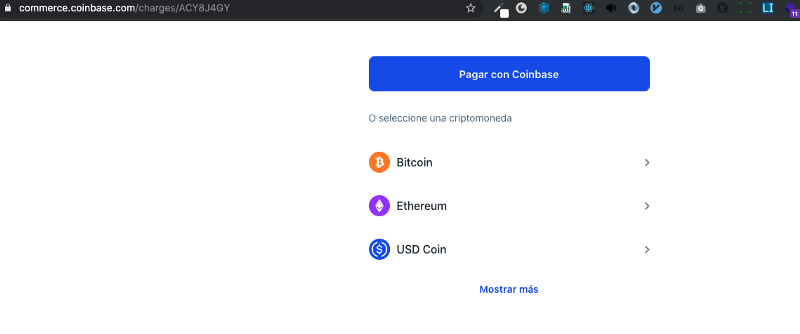 commerce.coinbase.com/charges/ACY8J4GY
LI
11
Pagar con Coinbase
O seleccione una criptomoneda
Bitcoin
Ethereum
USD Coin
Mostrar más